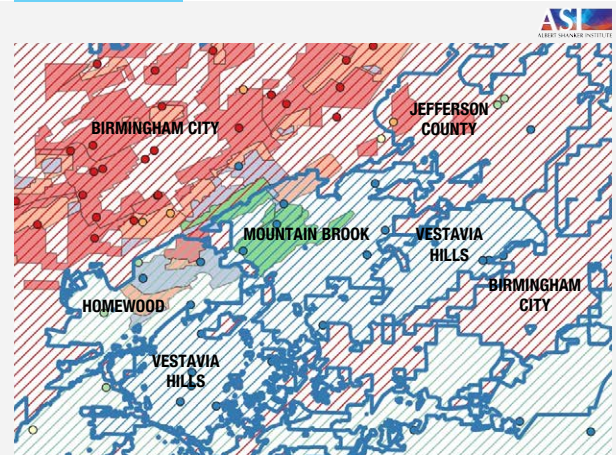 ASI
ALBERT SHANKER INSTITUTE
BIRMINGHAM CITY
JEFFERSON
COUNTY
MOUNTAIN BROOK
VESTAVIA
HILLS
BIRMINGHAM
CITY
HOMEWOOD
VESTAVIA
HILLS